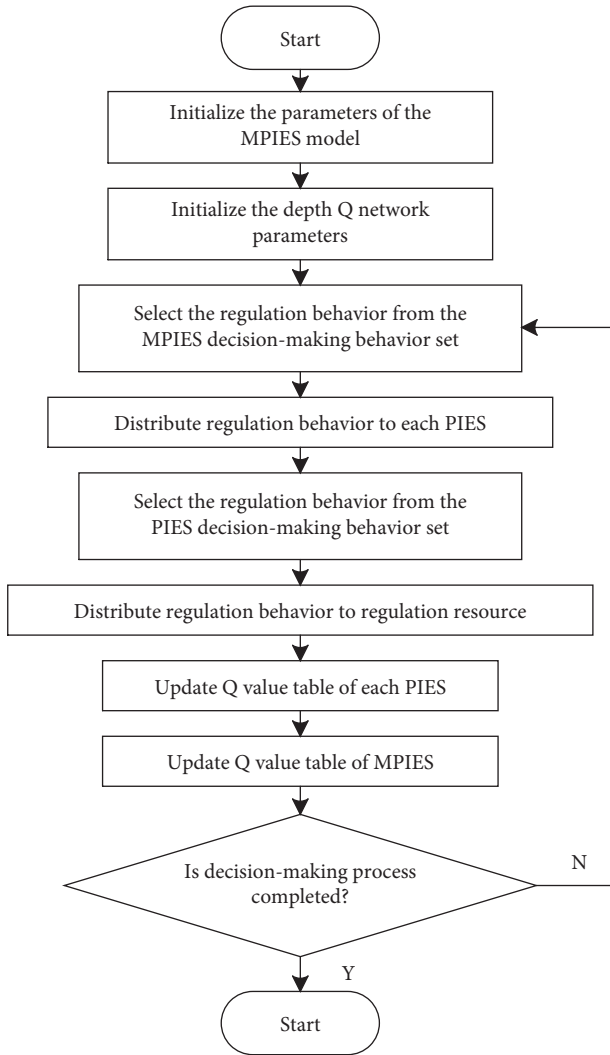 Start
Initialize the parameters of the
MPIES model
Initialize the depth Q network
parameters
Select the regulation behavior from the
MPIES decision-making behavior set
Distribute regulation behavior to each PIES
Select the regulation behavior from the
PIES decision-making behavior set
Distribute regulation behavior to regulation resource
Update Q value table of each PIES
Update Q value table of MPIES
Is decision-making process
completed?
N
Y
Start